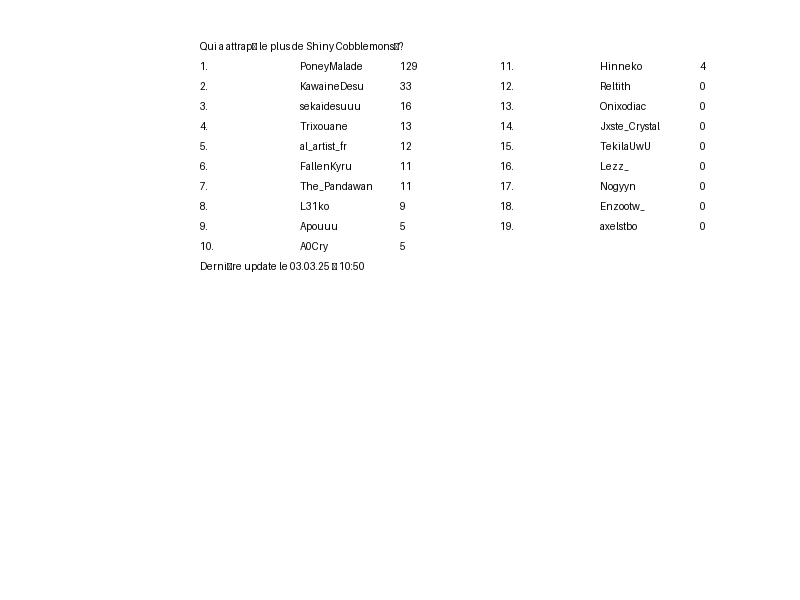 Qui a attrap▯ le plus de Shiny Cobblemons▯?
1. PoneyMalade 129 11. Hinneko 4
2. KawaineDesu 33 12. Reltith 0
3. sekaidesuuu 16 13. Onixodiac 0
4. Trixouane 13 14. Jxste_Crystal 0
5. al_artist_fr 12 15. TekilaUwU 0
6. FallenKyru 11 16. Lezz_ 0
7. The_Pandawan 11 17. Nogyyn 0
8. L31ko 9 18. Enzootw_ 0
9. Apouuu 5 19. axelstbo 0
10. A0Cry 5
Derni▯re update le 03.03.25 ▯ 10:50